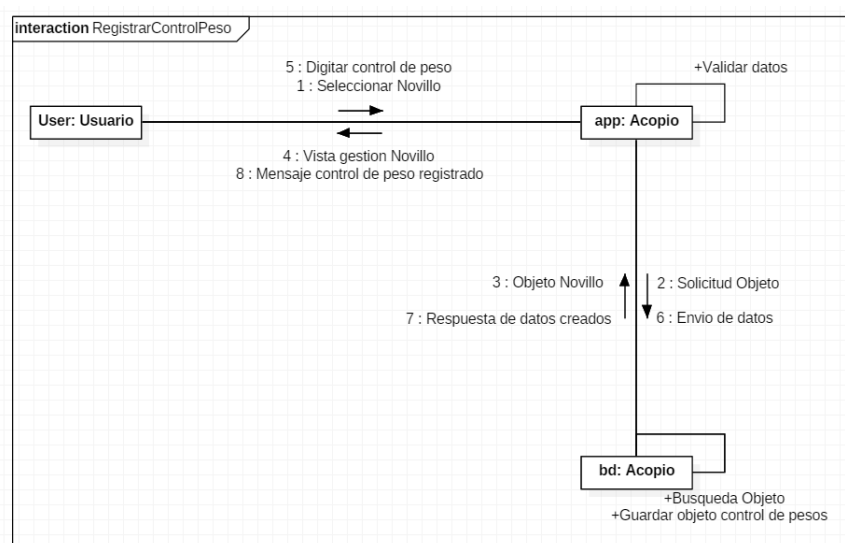 interaction RegistrarControlPeso
5 : Digitar control de peso
1 : Seleccionar Novillo
+Validar datos
User: Usuario
app: Acopio
4 : Vista gestion Novillo
8 : Mensaje control de peso registrado
3 : Objeto Novillo
2 : Solicitud Objeto
7 : Respuesta de datos creados
6 : Envio de datos
bd: Acopio
+Busqueda Objeto
+Guardar objeto control de pesos